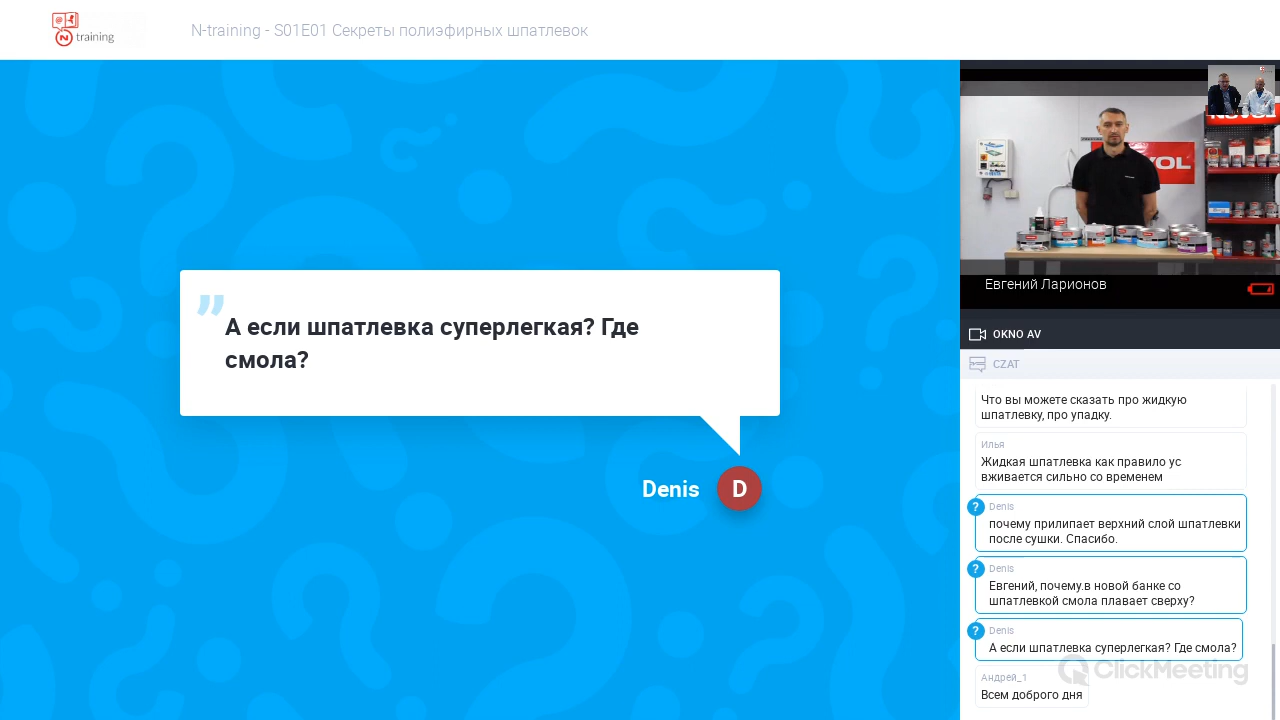 N training
N-training - S01E01 Секреты полиэфирных шпатлевок
А если шпатлевка суперлегкая? Где
смола?
Denis
D
Евгений Ларионов
OKNO AV
CZAT
Что вы можете сказать про жидкую
шпатлевку, про упадку.
Илья
Жидкая шпатлевка как правило ус
вживается сильно со временем
?
Denis
почему прилипает верхний слой шпатлевки
после сушки. Спасибо.
?
Denis
Евгений, почему.в новой банке со
шпатлевкой смола плавает сверху?
?
Denis
А если шпатлевка суперлегкая? Где смола?
ClickMeeting
Андрей_1
Всем доброго дня